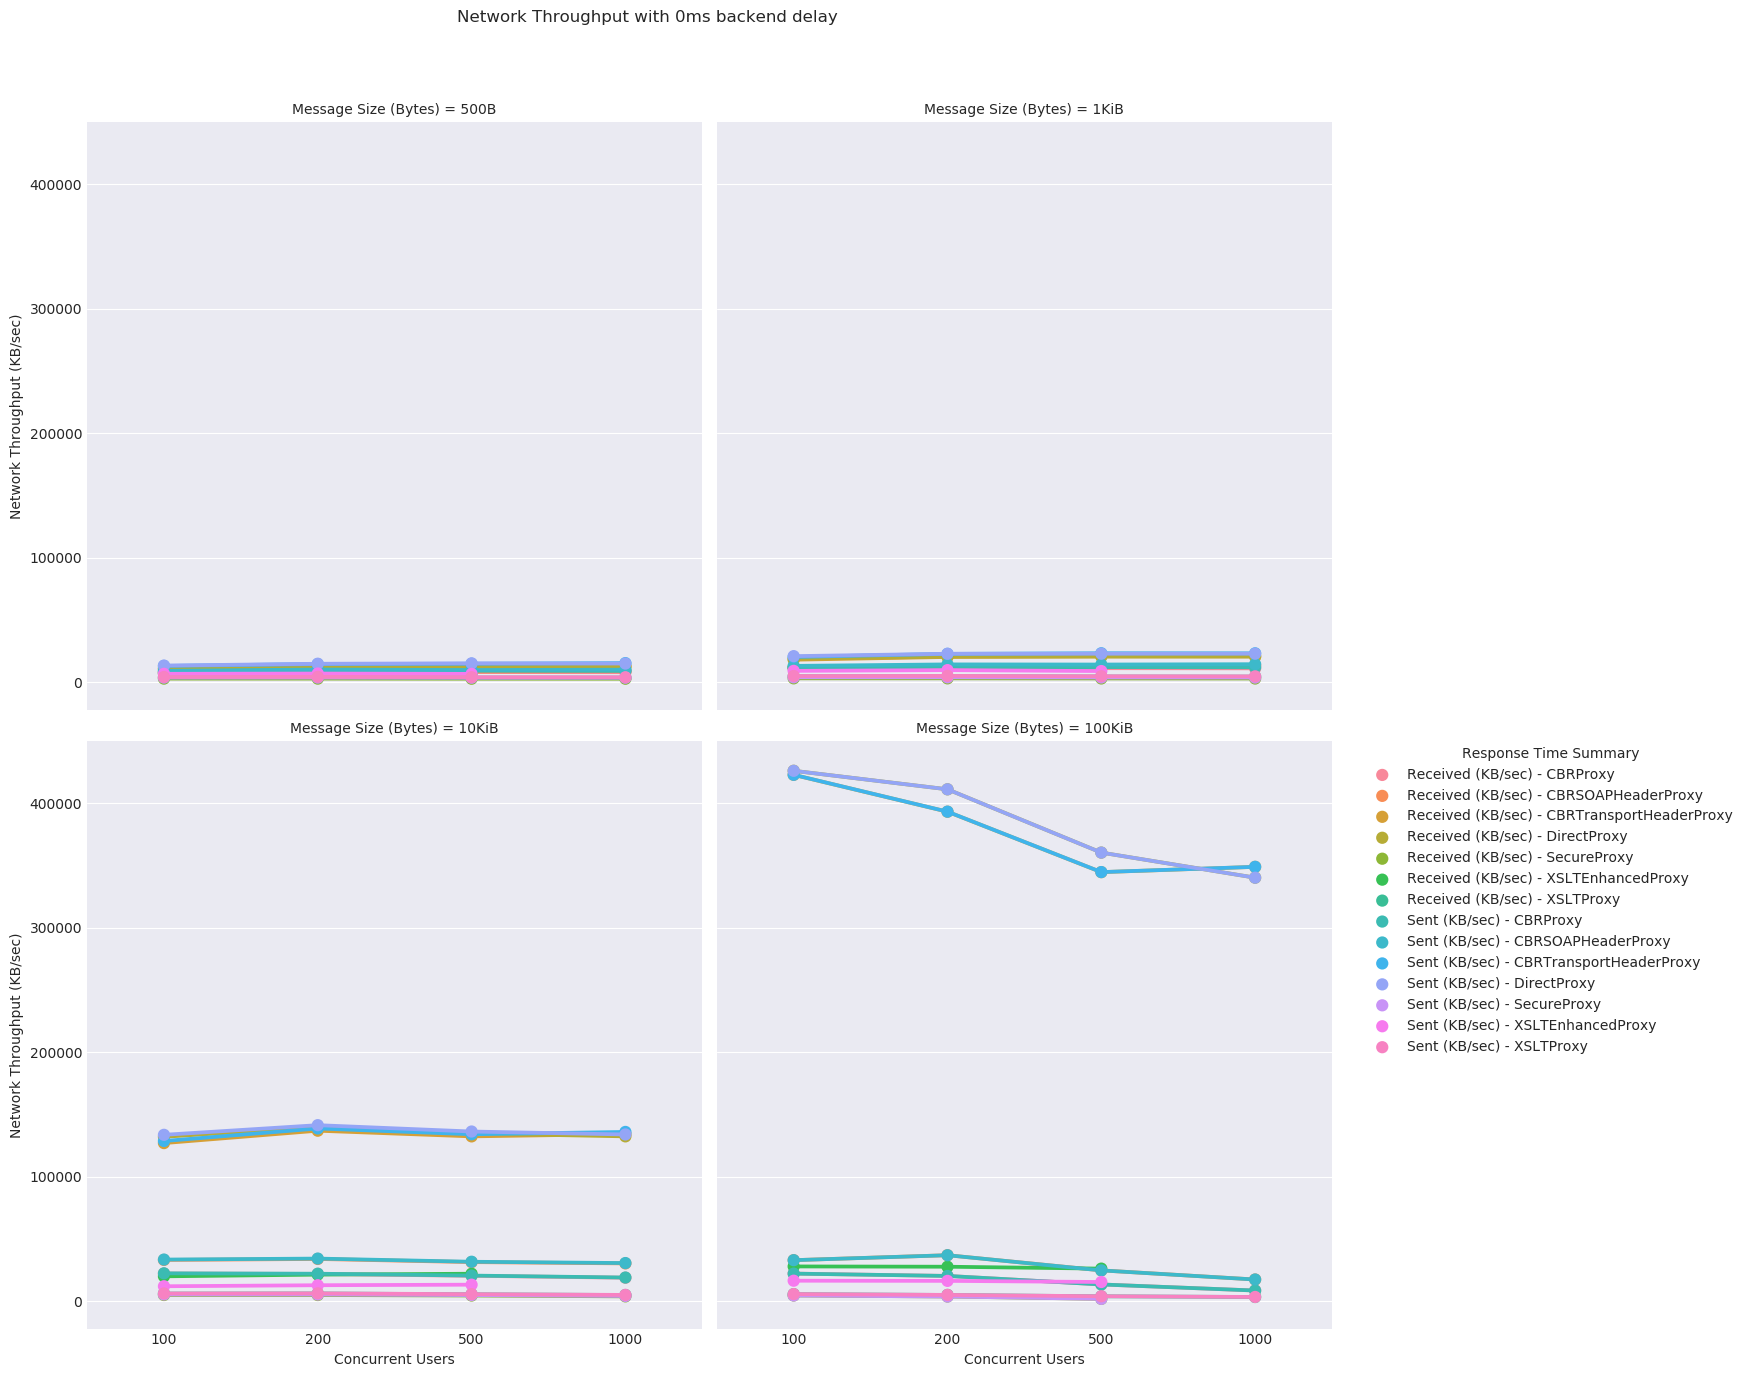 Network Throughput with 0ms backend delay
Message Size (Bytes) = 500B
Message Size (Bytes) = 1KiB
400000
300000
200000
100000
0
Network Throughput (KB/sec)
Message Size (Bytes) = 10KiB
Message Size (Bytes) = 100KiB
400000
300000
200000
100000
0
Network Throughput (KB/sec)
100 200 500 1000
Concurrent Users
100 200 500 1000
Concurrent Users
Response Time Summary
Received (KB/sec) - CBRProxy
Received (KB/sec) - CBRSOAPHeaderProxy
Received (KB/sec) - CBRTransportHeaderProxy
Received (KB/sec) - DirectProxy
Received (KB/sec) - SecureProxy
Received (KB/sec) - XSLTEnhancedProxy
Received (KB/sec) - XSLTProxy
Sent (KB/sec) - CBRProxy
Sent (KB/sec) - CBRSOAPHeaderProxy
Sent (KB/sec) - CBRTransportHeaderProxy
Sent (KB/sec) - DirectProxy
Sent (KB/sec) - SecureProxy
Sent (KB/sec) - XSLTEnhancedProxy
Sent (KB/sec) - XSLTProxy